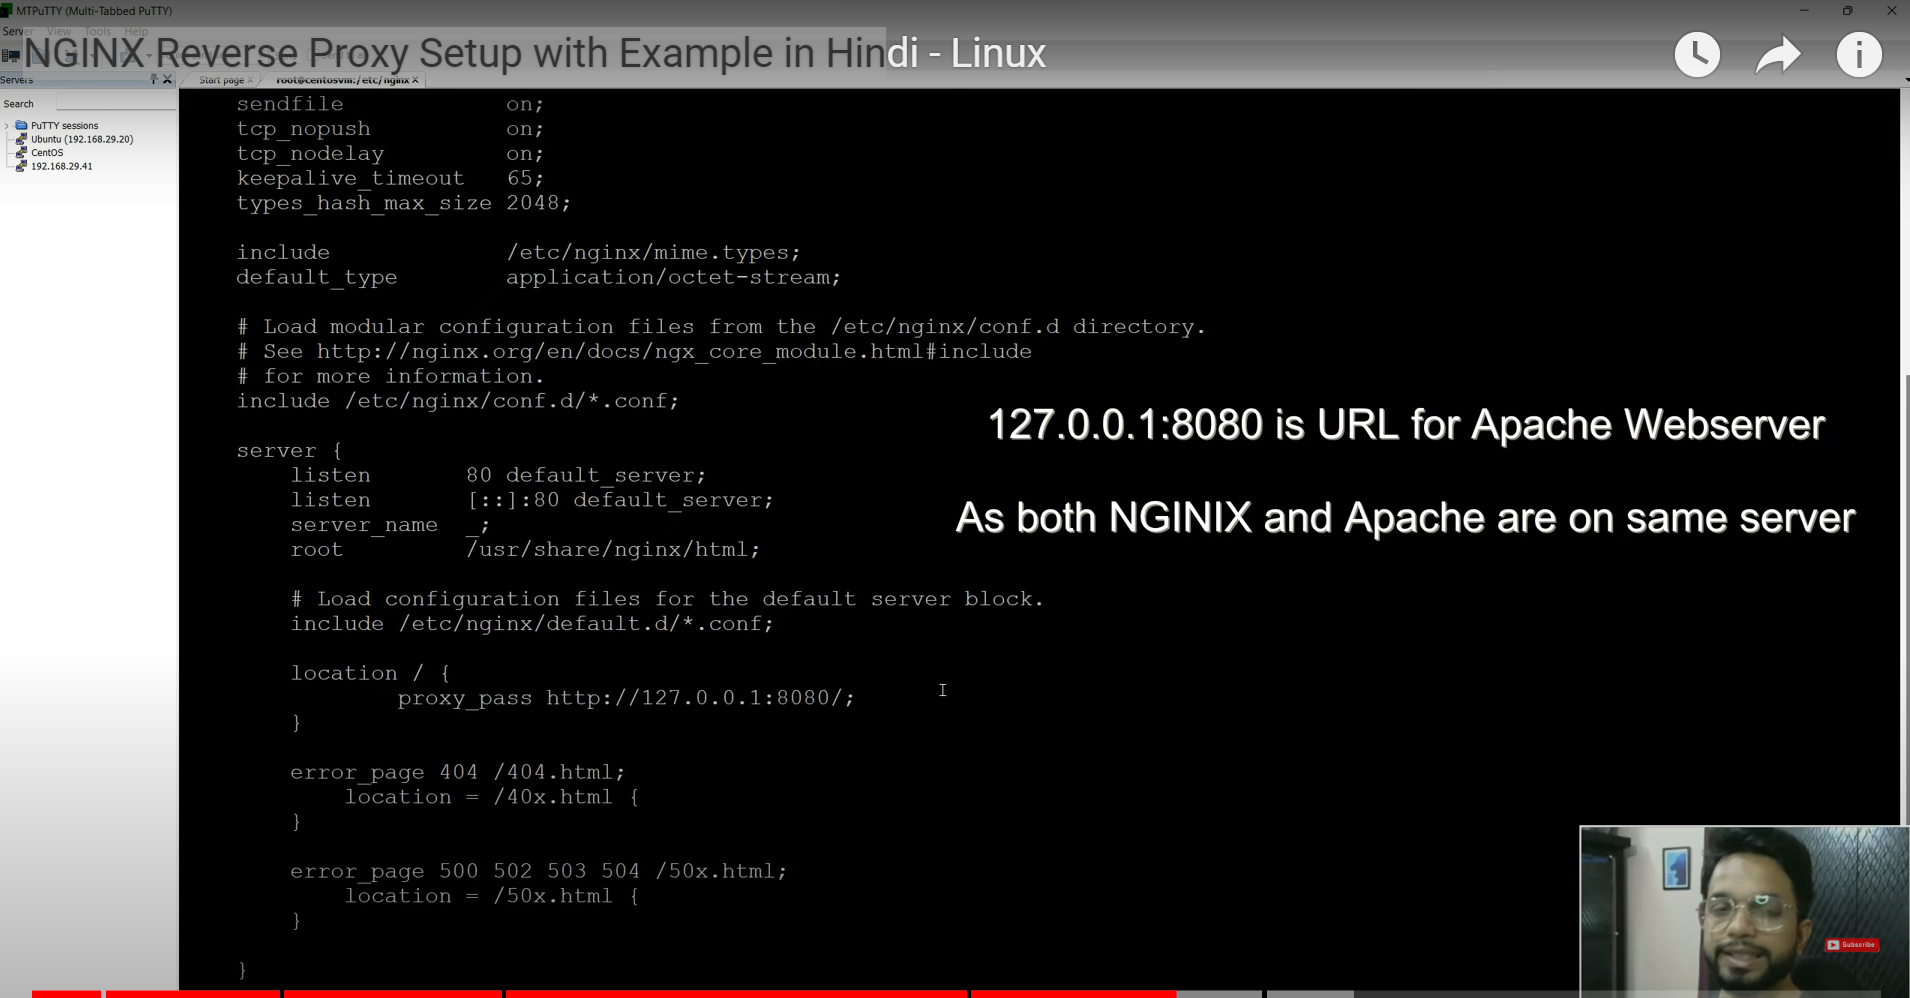 MTPuTTY (Multi-Tabbed PuTTY)
Server View Tools Help
NGINX Reverse Proxy Setup with Example in Hindi - Linux
Servers
Start page
root@centosvm:/etc/nginx
Search
PuTTY sessions
Ubuntu (192.168.29.20)
CentOS
192.168.29.41
sendfile on;
tcp_nopush on;
tcp_nodelay on;
keepalive_timeout 65;
types_hash_max_size 2048;
include /etc/nginx/mime.types;
default_type application/octet-stream;
# Load modular configuration files from the /etc/nginx/conf.d directory.
# See http://nginx.org/en/docs/ngx_core_module.html#include
# for more information.
include /etc/nginx/conf.d/*.conf;
server {
listen 80 default_server;
listen [::]:80 default_server;
server_name _;
root /usr/share/nginx/html;
# Load configuration files for the default server block.
include /etc/nginx/default.d/*.conf;
location / {
proxy_pass http://127.0.0.1:8080/;
}
error_page 404 /404.html;
location = /40x.html {
}
error_page 500 502 503 504 /50x.html;
location = /50x.html {
}
}
127.0.0.1:8080 is URL for Apache Webserver
As both NGINIX and Apache are on same server
Subscribe